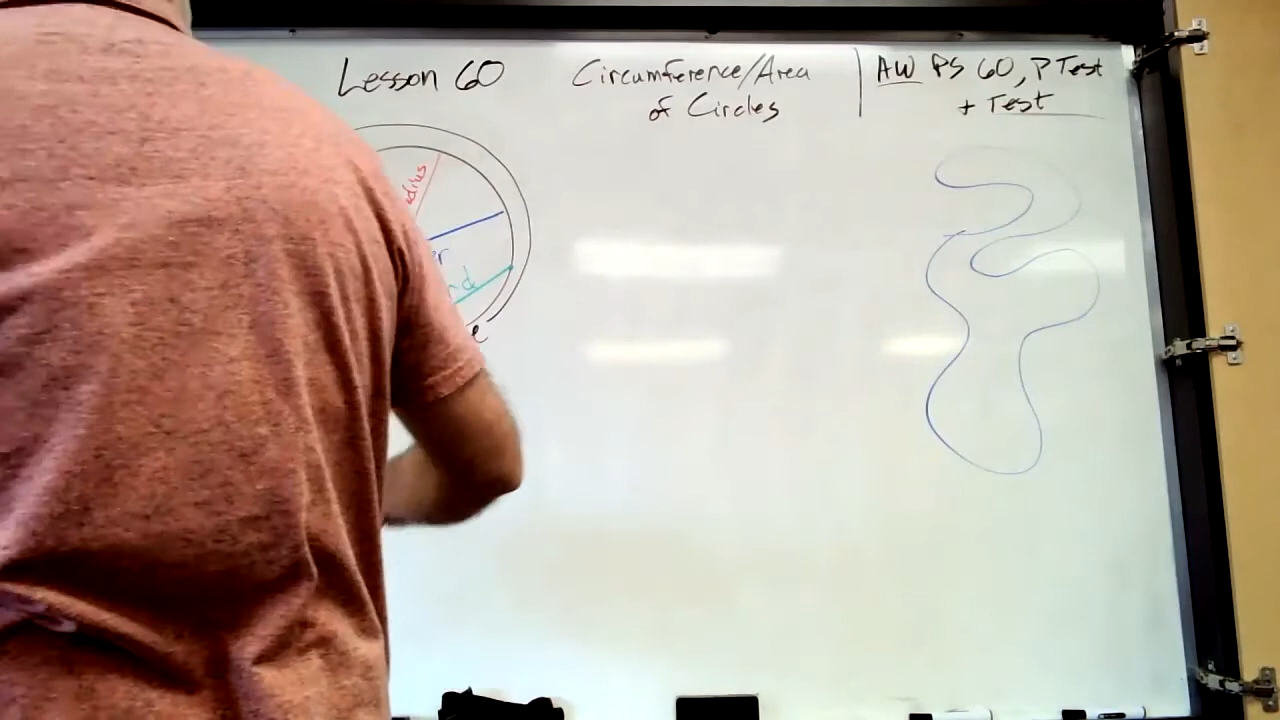 Lesson 60
Circumference/Area
of Circles
AW PS 60, P Test
+ Test